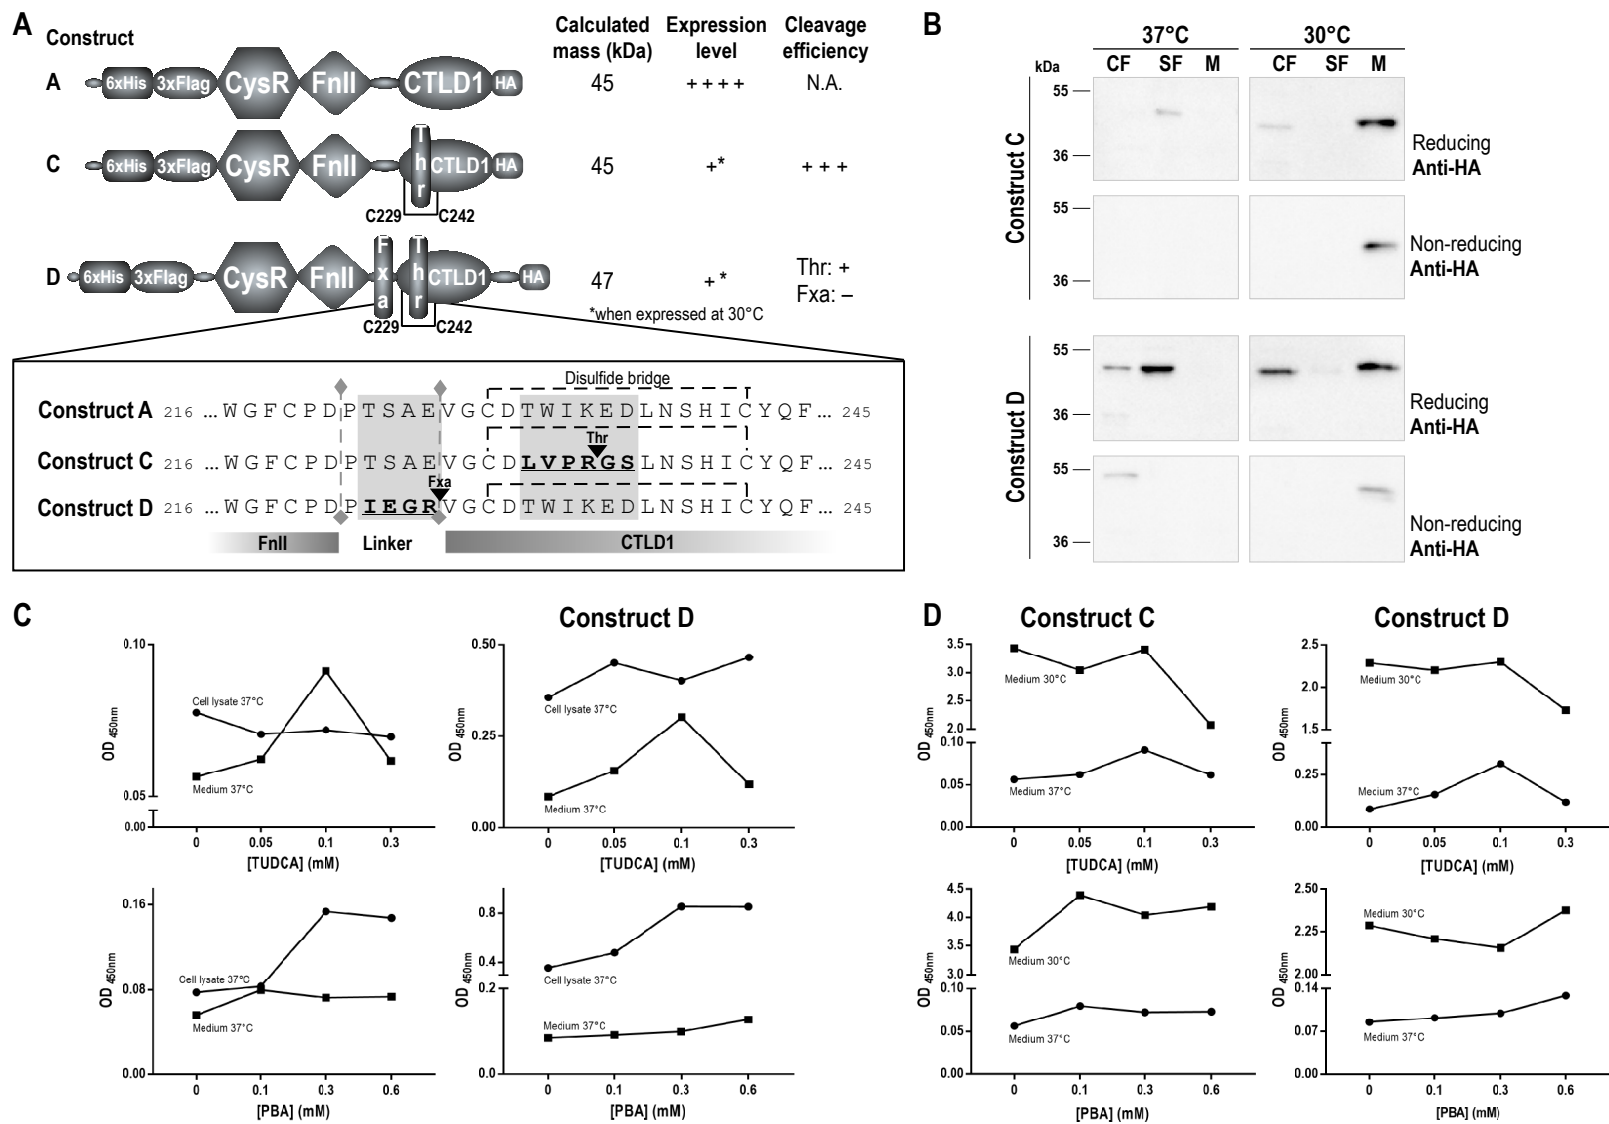 A
Construct
Calculated mass (kDa)
Expression level
Cleavage efficiency
A
6xHis 3xFlag CysR FnII CTLD1 HA
45
++++
N.A.
C
6xHis 3xFlag CysR FnII Thr CTLD1 HA
45
+*
+++
C229 C242
D
6xHis 3xFlag CysR FnII Fxa Thr CTLD1 HA
47
+*
Thr: +
Fxa: –
C229 C242
*when expressed at 30°C
Disulfide bridge
Construct A 216 ...WGFCPDPTSAEVGCDTWIKEDLNSHICYQF... 245
Thr
Construct C 216 ...WGFCPDPTSAEVGCDLVPRGSLNSHICYQF... 245
Fxa
Construct D 216 ...WGFCPDPIEGRVGCDTWIKEDLNSHICYQF... 245
FnII Linker CTLD1
B
37°C 30°C
kDa CF SF M CF SF M
Construct C
55
36
Reducing
Anti-HA
55
36
Non-reducing
Anti-HA
Construct D
55
36
Reducing
Anti-HA
55
36
Non-reducing
Anti-HA
C
Construct D
0.10
0.05
0.00
OD 450nm
Cell lysate 37°C
Medium 37°C
0 0.05 0.1 0.3
[TUDCA] (mM)
0.50
0.25
0.00
OD 450nm
Cell lysate 37°C
Medium 37°C
0 0.05 0.1 0.3
[TUDCA] (mM)
0.16
0.08
0.00
OD 450nm
Cell lysate 37°C
Medium 37°C
0 0.1 0.3 0.6
[PBA] (mM)
0.8
0.4
0.2
0.0
OD 450nm
Cell lysate 37°C
Medium 37°C
0 0.1 0.3 0.6
[PBA] (mM)
D
Construct C
Construct D
3.5
3.0
2.5
2.0
0.10
0.05
0.00
OD 450nm
Medium 30°C
Medium 37°C
0 0.05 0.1 0.3
[TUDCA] (mM)
2.5
2.0
1.5
0.25
0.00
OD 450nm
Medium 30°C
Medium 37°C
0 0.05 0.1 0.3
[TUDCA] (mM)
4.5
4.0
3.5
3.0
0.10
0.05
0.00
OD 450nm
Medium 30°C
Medium 37°C
0 0.1 0.3 0.6
[PBA] (mM)
2.50
2.25
2.00
0.14
0.07
0.00
OD 450nm
Medium 30°C
Medium 37°C
0 0.1 0.3 0.6
[PBA] (mM)